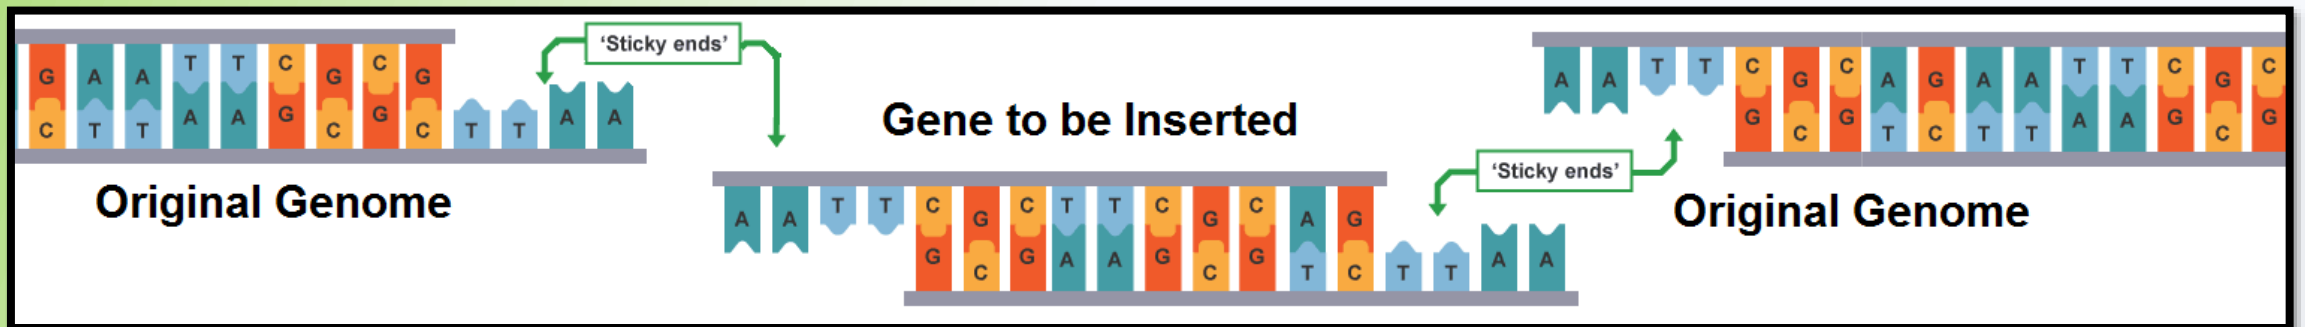 'Sticky ends'
G A A T T C G C G
C T T A A G C G C T T A A
Original Genome
Gene to be Inserted
A A T T C G C T T C G C A G
G C G A A G C G T C T T A A
'Sticky ends'
A A T T C G C A G A A T T C G C
G C G T C T T A A G C G
Original Genome